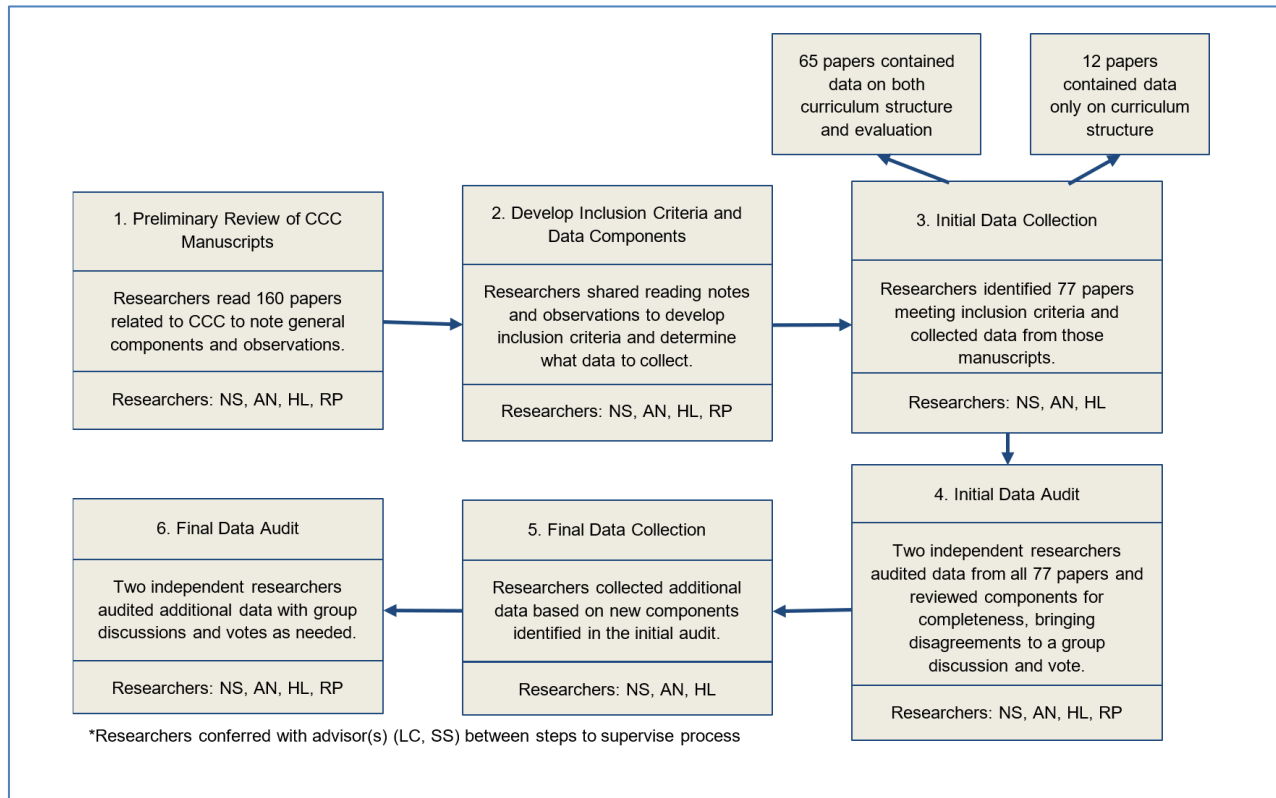 65 papers contained
data on both
curriculum structure
and evaluation
12 papers
contained data
only on curriculum
structure
1. Preliminary Review of CCC
Manuscripts
Researchers read 160 papers
related to CCC to note general
components and observations.
Researchers: NS, AN, HL, RP
2. Develop Inclusion Criteria and
Data Components
Researchers shared reading notes
and observations to develop
inclusion criteria and determine
what data to collect.
Researchers: NS, AN, HL, RP
3. Initial Data Collection
Researchers identified 77 papers
meeting inclusion criteria and
collected data from those
manuscripts.
Researchers: NS, AN, HL
4. Initial Data Audit
Two independent researchers
audited data from all 77 papers and
reviewed components for
completeness, bringing
disagreements to a group
discussion and vote.
Researchers: NS, AN, HL, RP
5. Final Data Collection
Researchers collected additional
data based on new components
identified in the initial audit.
Researchers: NS, AN, HL
6. Final Data Audit
Two independent researchers
audited additional data with group
discussions and votes as needed.
Researchers: NS, AN, HL, RP
*Researchers conferred with advisor(s) (LC, SS) between steps to supervise process